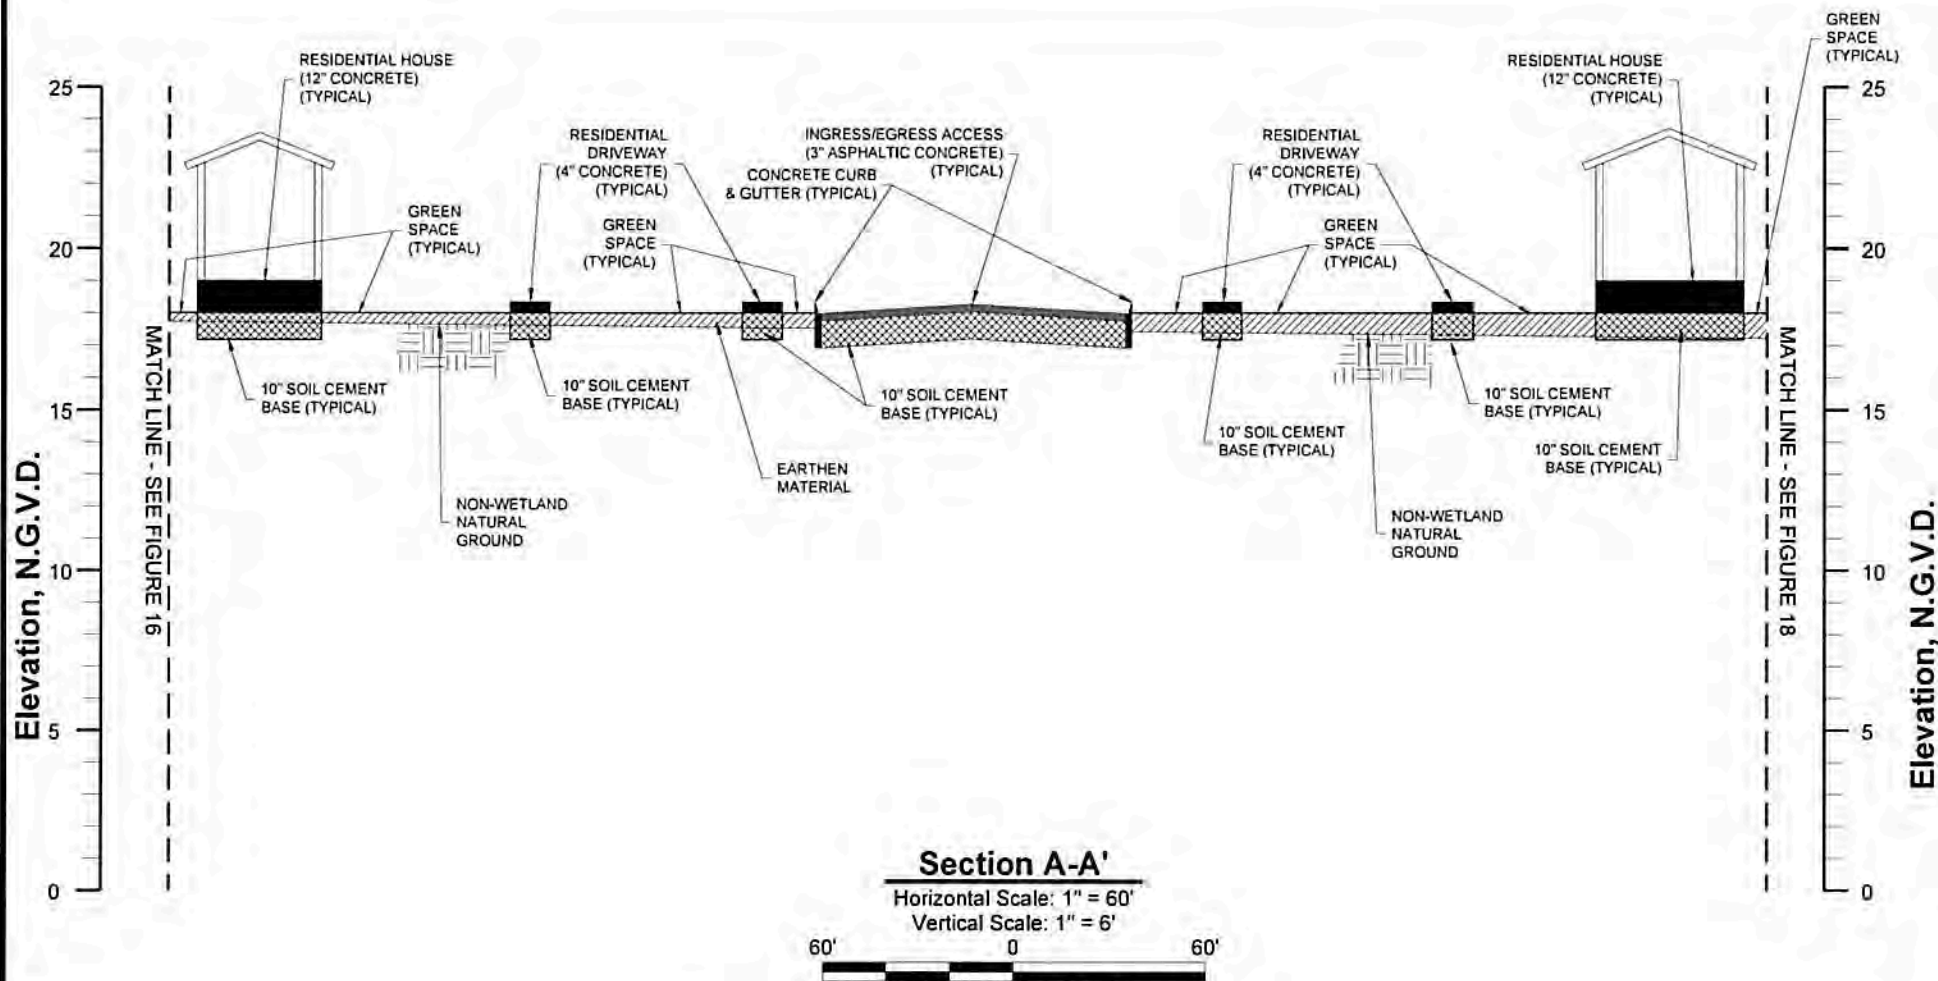 GREEN
SPACE
(TYPICAL)
RESIDENTIAL HOUSE
(12" CONCRETE)
(TYPICAL)
RESIDENTIAL HOUSE
(12" CONCRETE)
(TYPICAL)
25
25
RESIDENTIAL
DRIVEWAY
(4" CONCRETE)
(TYPICAL)
INGRESS/EGRESS ACCESS
(3" ASPHALTIC CONCRETE)
(TYPICAL)
CONCRETE CURB
& GUTTER (TYPICAL)
RESIDENTIAL
DRIVEWAY
(4" CONCRETE)
(TYPICAL)
GREEN
SPACE
(TYPICAL)
GREEN
SPACE
(TYPICAL)
GREEN
SPACE
(TYPICAL)
20
20
MATCH LINE - SEE FIGURE 16
MATCH LINE - SEE FIGURE 18
10" SOIL CEMENT
BASE (TYPICAL)
10" SOIL CEMENT
BASE (TYPICAL)
10" SOIL CEMENT
BASE (TYPICAL)
10" SOIL CEMENT
BASE (TYPICAL)
15
15
10" SOIL CEMENT
BASE (TYPICAL)
10" SOIL CEMENT
BASE (TYPICAL)
EARTHEN
MATERIAL
NON-WETLAND
NATURAL
GROUND
NON-WETLAND
NATURAL
GROUND
Elevation, N.G.V.D.
Elevation, N.G.V.D.
10
10
5
5
0
0
Section A-A'
Horizontal Scale: 1" = 60'
Vertical Scale: 1" = 6'
60'
0
60'